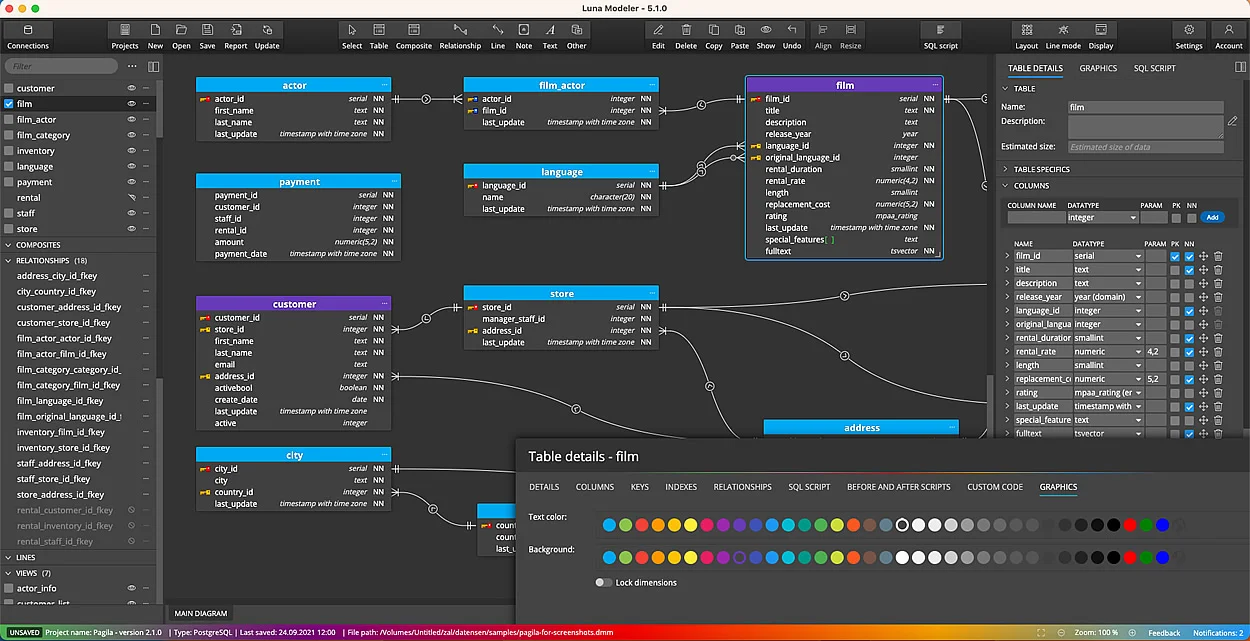 Luna Modeler - 5.1.0
Connections Projects New Open Save Report Update Select Table Composite Relationship Line Note Text Other Edit Delete Copy Paste Show Undo Align Resize SQL script Layout Line mode Display Settings Account
Filter
customer
film
film_actor
film_category
inventory
language
payment
rental
staff
store
COMPOSITES
RELATIONSHIPS (18)
address_city_id_fkey
city_country_id_fkey
customer_address_id_fkey
customer_store_id_fkey
film_actor_actor_id_fkey
film_actor_film_id_fkey
film_category_category_id_
film_category_film_id_fkey
film_language_id_fkey
film_original_language_id_
inventory_film_id_fkey
inventory_store_id_fkey
staff_address_id_fkey
staff_store_id_fkey
store_address_id_fkey
rental_customer_id_fkey
rental_inventory_id_fkey
rental_staff_id_fkey
LINES
VIEWS (7)
actor_info
customer_list
actor
actor_id serial NN
first_name text NN
last_name text NN
last_update timestamp with time zone NN
payment
payment_id serial NN
customer_id integer NN
staff_id integer NN
rental_id integer NN
amount numeric(5,2) NN
payment_date timestamp with time zone NN
customer
customer_id serial NN
store_id integer NN
first_name text NN
last_name text NN
email text
address_id integer NN
activebool boolean NN
create_date date NN
last_update timestamp with time zone
active integer
city
city_id serial NN
city text NN
country_id integer NN
last_update timestamp with time zone NN
film_actor
actor_id integer NN
film_id integer NN
last_update timestamp with time zone NN
language
language_id serial NN
name character(20) NN
last_update timestamp with time zone NN
store
store_id serial NN
manager_staff_id integer NN
address_id integer NN
last_update timestamp with time zone NN
count
count
last_u
film
film_id serial NN
title text NN
description text
release_year year
language_id integer NN
original_language_id integer
rental_duration smallint NN
rental_rate numeric(4,2) NN
length smallint
replacement_cost numeric(5,2) NN
rating mpaa_rating
last_update timestamp with time zone NN
special_features[ ] text
fulltext tsvector NN
address
MAIN DIAGRAM
TABLE DETAILS GRAPHICS SQL SCRIPT
TABLE
Name: film
Description:
Estimated size: Estimated size of data
TABLE SPECIFICS
COLUMNS
COLUMN NAME DATATYPE PARAM PK NN
integer Add
NAME DATATYPE PARAM PK NN
film_id serial
title text
description text
release_year year (domain)
language_id integer
original_langua integer
rental_duration smallint
rental_rate numeric 4,2
length smallint
replacement_co numeric 5,2
rating mpaa_rating (er
last_update timestamp with
special_feature text
fulltext tsvector
Table details - film
DETAILS COLUMNS KEYS INDEXES RELATIONSHIPS SQL SCRIPT BEFORE AND AFTER SCRIPTS CUSTOM CODE GRAPHICS
Text color:
Background:
Lock dimensions
UNSAVED Project name: Pagila - version 2.1.0 | Type: PostgreSQL | Last saved: 24.09.2021 12:00 | File path: /Volumes/Untitled/zal/datensen/samples/pagila-for-screenshots.dmm Zoom: 100 % Feedback Notifications: 2